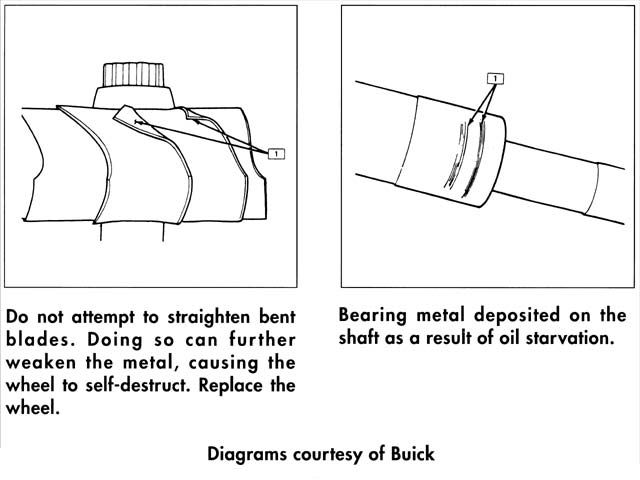 1
1
Do not attempt to straighten bent
blades. Doing so can further
weaken the metal, causing the
wheel to self-destruct. Replace the
wheel.
Bearing metal deposited on the
shaft as a result of oil starvation.
Diagrams courtesy of Buick